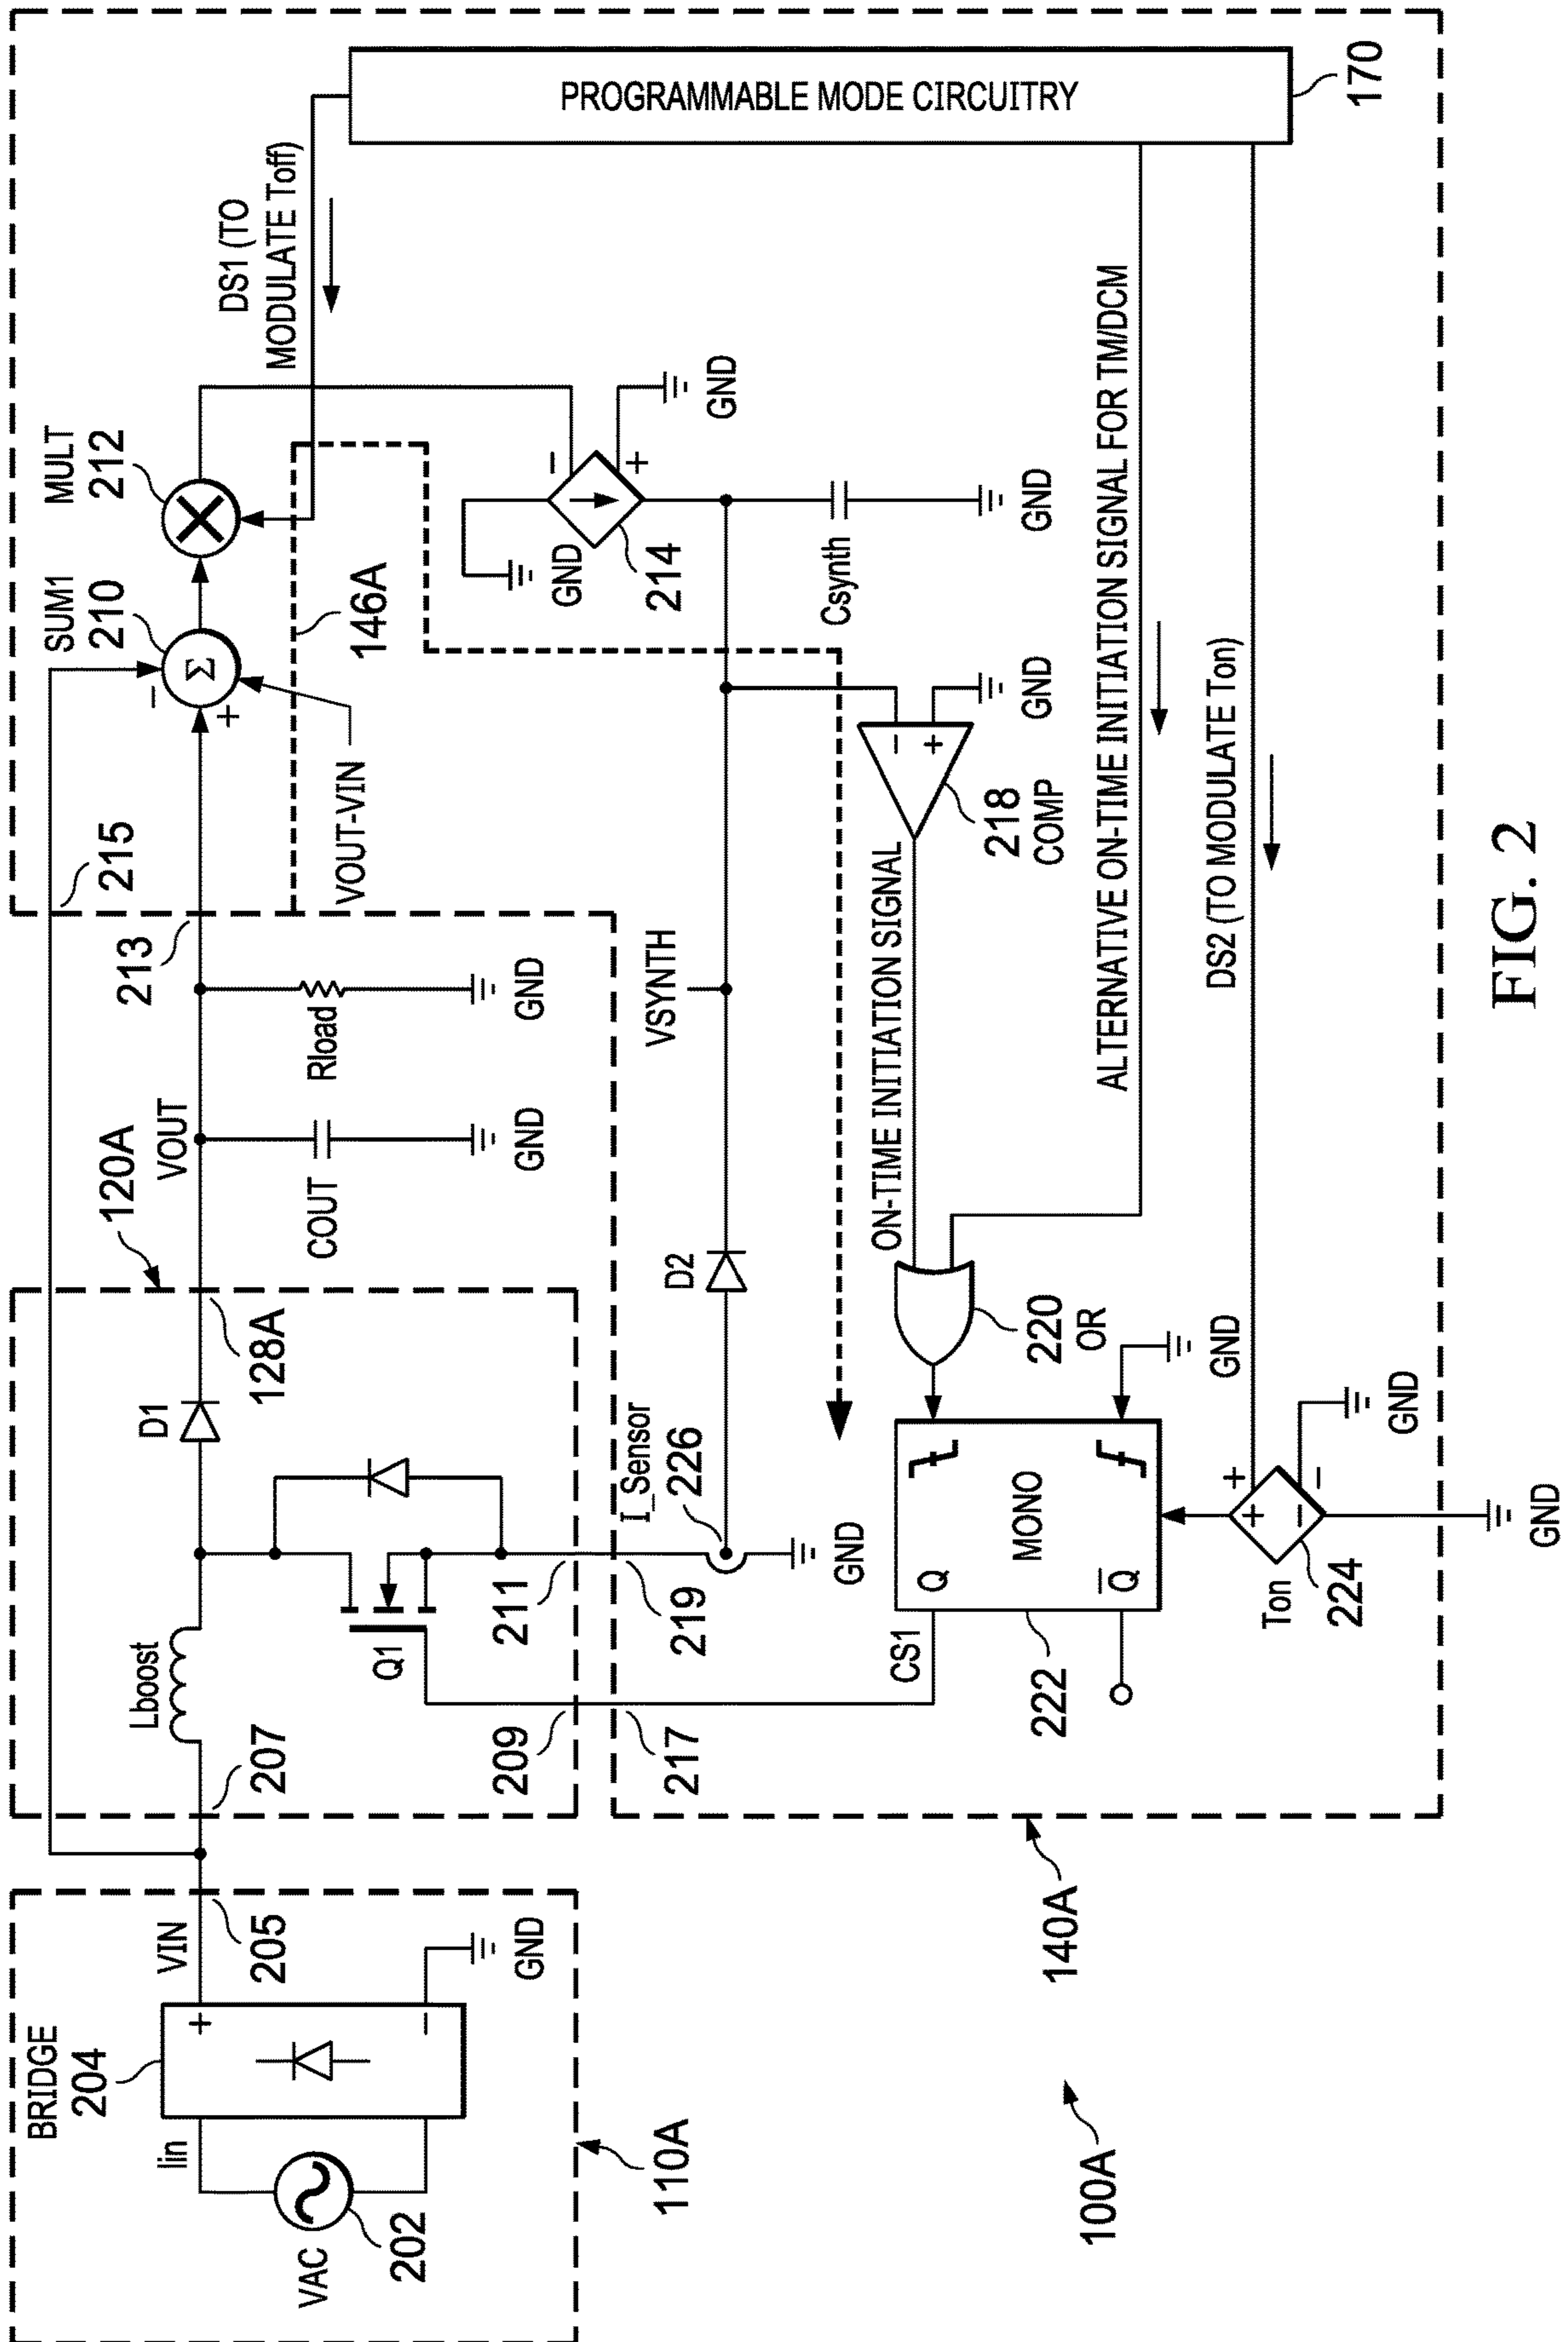 BRIDGE
204
Iin
VAC
202
+
−
VIN
205
GND
110A
207
Lboost
D1
120A
128A
VOUT
COUT
GND
Rload
GND
213
215
Q1
209
211
217
219
I_Sensor
226
GND
D2
VSYNTH
SUM1
210
Σ
−
+
VOUT-VIN
MULT
212
146A
DS1 (TO
MODULATE Toff)
PROGRAMMABLE MODE CIRCUITRY
170
−
+
GND
GND
214
Csynth
GND
−
+
GND
218
COMP
ON-TIME INITIATION SIGNAL
ALTERNATIVE ON-TIME INITIATION SIGNAL FOR TM/DCM
DS2 (TO MODULATE Ton)
220
OR
GND
CS1
Q
MONO
Q̅
222
Ton
224
+
−
+
−
GND
GND
140A
100A
FIG. 2